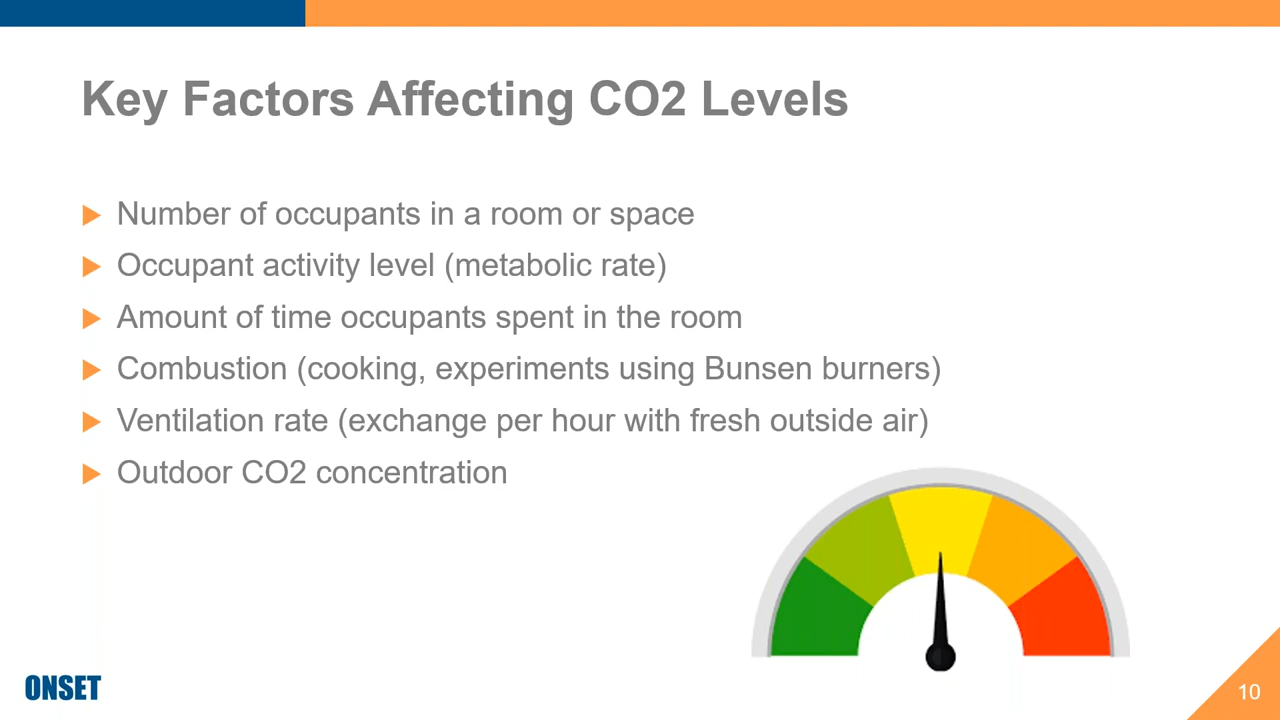 Key Factors Affecting CO2 Levels
Number of occupants in a room or space
Occupant activity level (metabolic rate)
Amount of time occupants spent in the room
Combustion (cooking, experiments using Bunsen burners)
Ventilation rate (exchange per hour with fresh outside air)
Outdoor CO2 concentration
ONSET
10